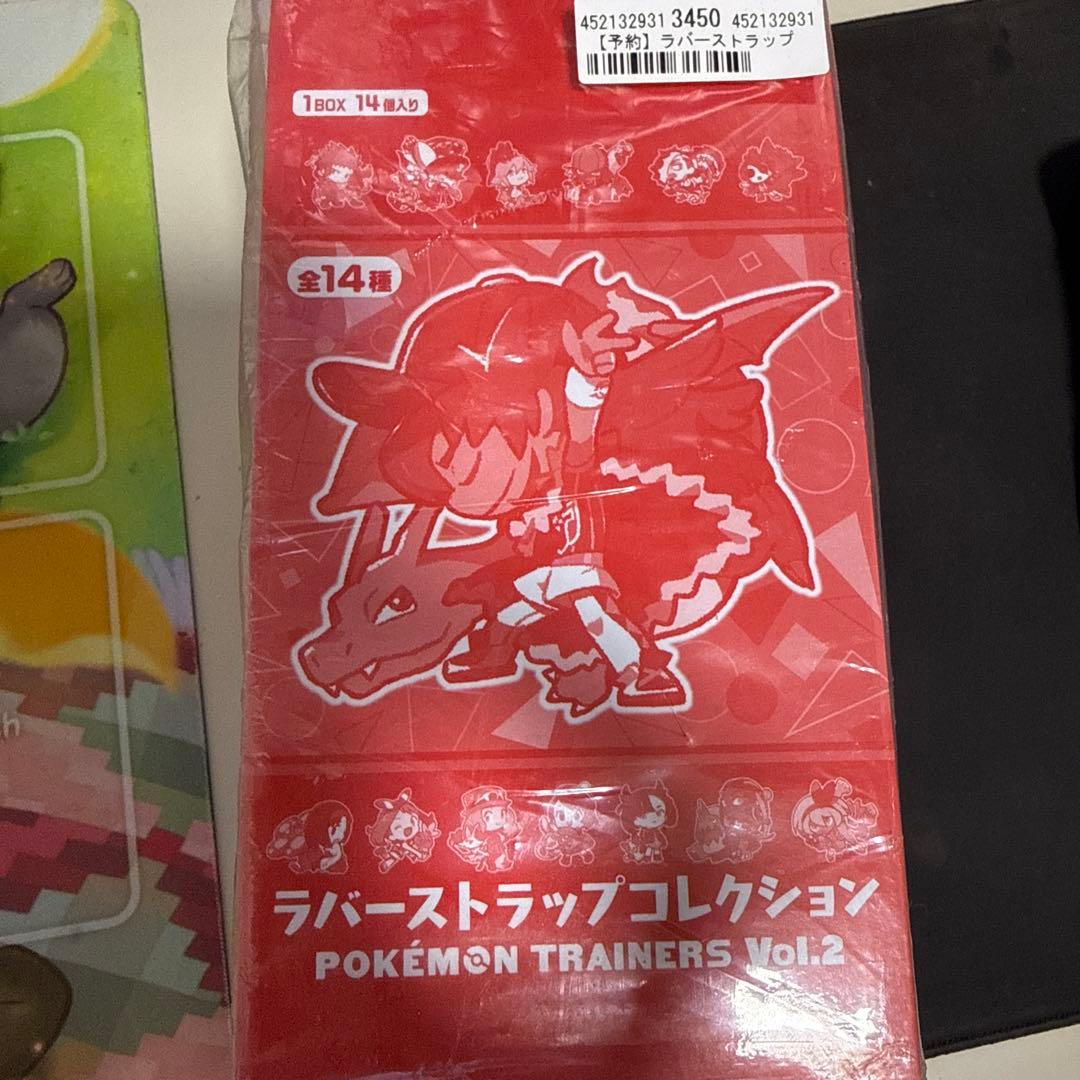 452132931 3450 452132931
【予約】ラバーストラップ
1BOX 14個入り
全14種
h
ラバーストラップコレクション
POKÉMON TRAINERS Vol.2